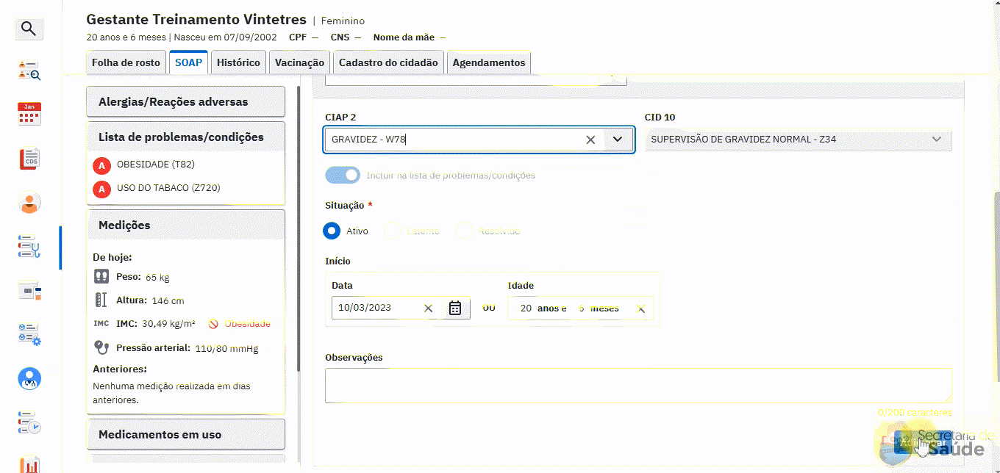 Gestante Treinamento Vintetres | Feminino
20 anos e 6 meses | Nasceu em 07/09/2002 CPF — CNS — Nome da mãe —
Folha de rosto SOAP Histórico Vacinação Cadastro do cidadão Agendamentos
Jan
CDS
Alergias/Reações adversas
Lista de problemas/condições
A OBESIDADE (T82)
A USO DO TABACO (Z720)
Medições
De hoje:
Peso: 65 kg
Altura: 146 cm
IMC IMC: 30,49 kg/m² Obesidade
Pressão arterial: 110/80 mmHg
Anteriores:
Nenhuma medição realizada em dias
anteriores.
Medicamentos em uso
CIAP 2 CID 10
GRAVIDEZ - W78 SUPERVISÃO DE GRAVIDEZ NORMAL - Z34
Incluir na lista de problemas/condições
Situação *
Ativo Latente Resolvido
Início
Data Idade
10/03/2023 OU 20 anos e 6 meses
Observações
0/200 caracteres
Secretaria de
Saúde